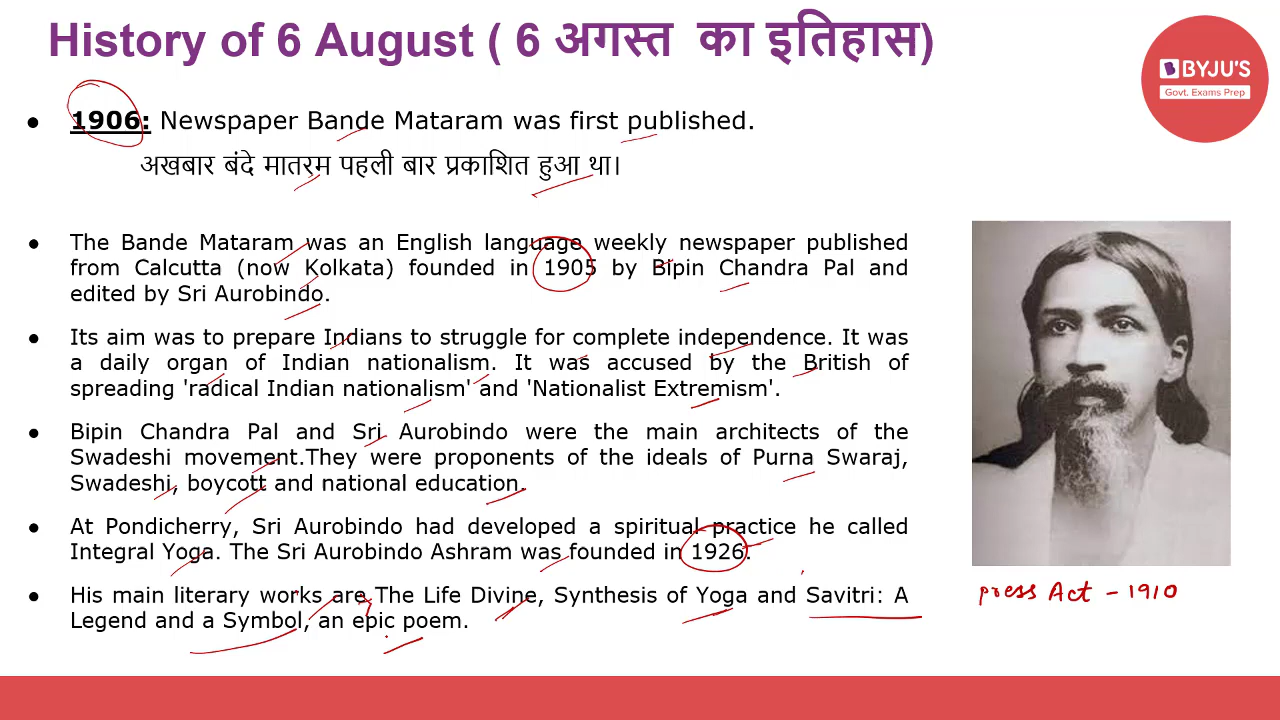 History of 6 August ( 6 अगस्त का इतिहास)
BYJU'S
Govt. Exams Prep
● 1906: Newspaper Bande Mataram was first published.
अखबार बंदे मातरम पहली बार प्रकाशित हुआ था।
● The Bande Mataram was an English language weekly newspaper published
from Calcutta (now Kolkata) founded in 1905 by Bipin Chandra Pal and
edited by Sri Aurobindo.
● Its aim was to prepare Indians to struggle for complete independence. It was
a daily organ of Indian nationalism. It was accused by the British of
spreading 'radical Indian nationalism' and 'Nationalist Extremism'.
● Bipin Chandra Pal and Sri Aurobindo were the main architects of the
Swadeshi movement.They were proponents of the ideals of Purna Swaraj,
Swadeshi, boycott and national education.
● At Pondicherry, Sri Aurobindo had developed a spiritual practice he called
Integral Yoga. The Sri Aurobindo Ashram was founded in 1926.
● His main literary works are The Life Divine, Synthesis of Yoga and Savitri: A
Legend and a Symbol, an epic poem.
press Act - 1910